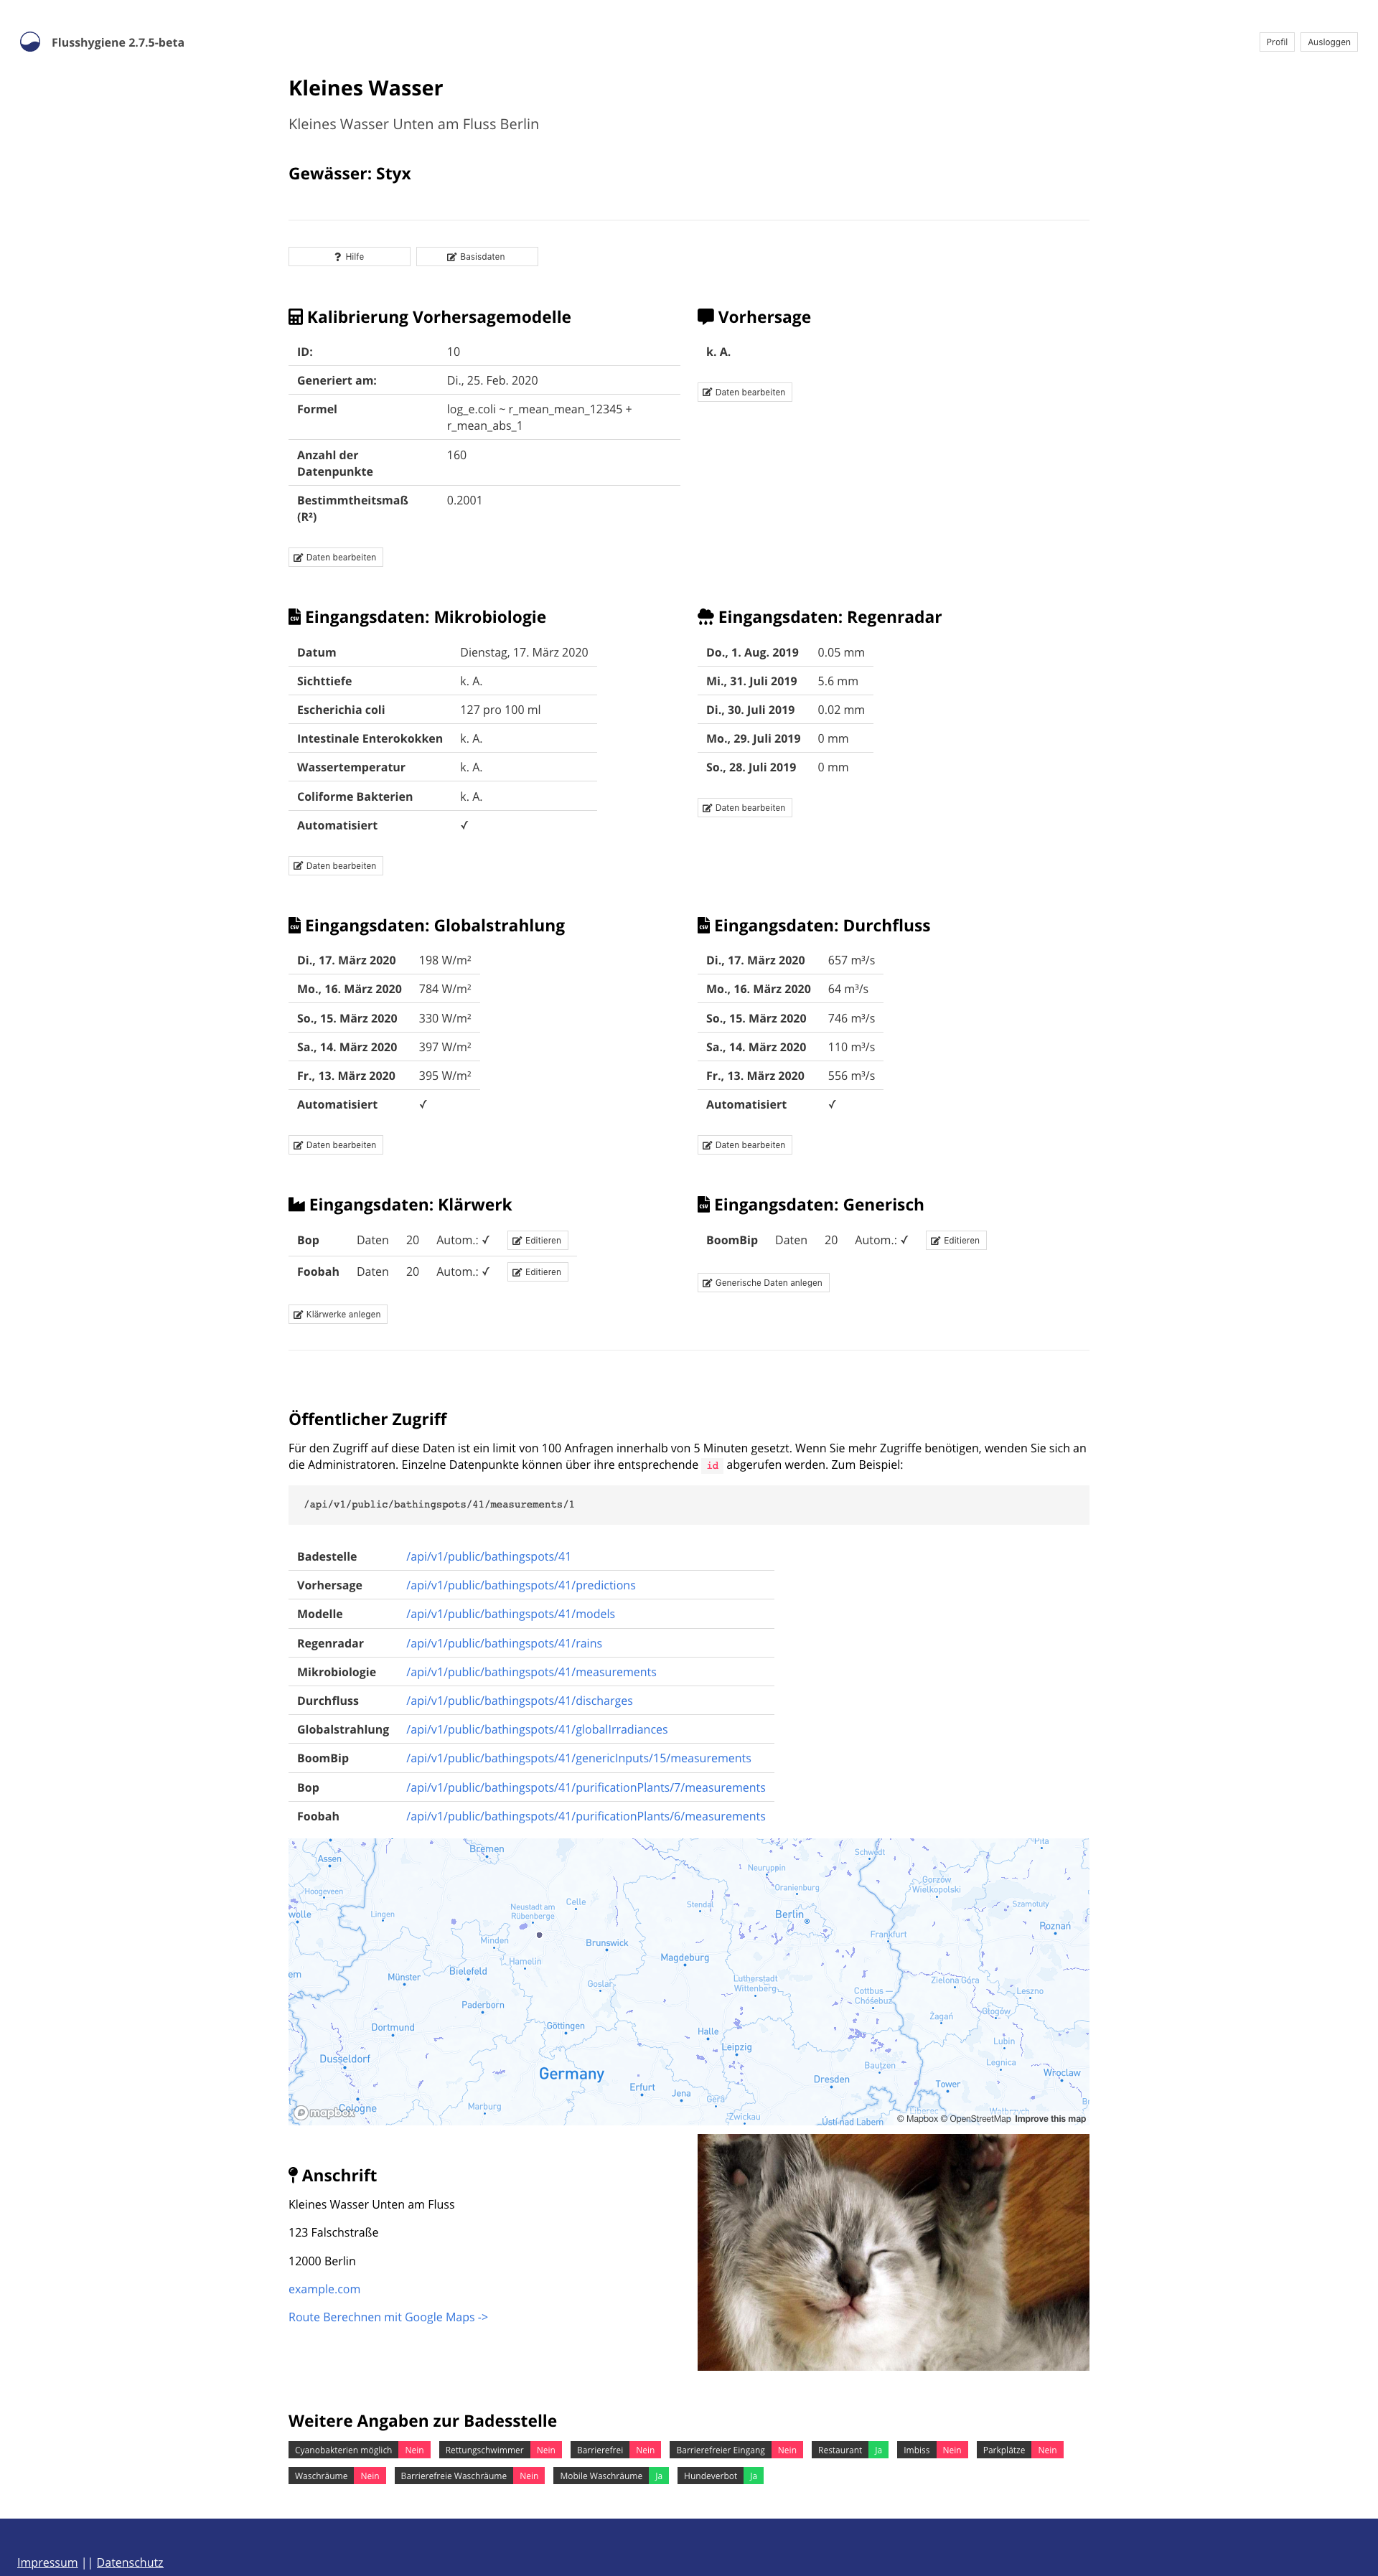 Flusshygiene 2.7.5-beta
Profil
Ausloggen
Kleines Wasser
Kleines Wasser Unten am Fluss Berlin
Gewässer: Styx
? Hilfe
Basisdaten
Kalibrierung Vorhersagemodelle
ID: 10
Generiert am: Di., 25. Feb. 2020
Formel log_e.coli ~ r_mean_mean_12345 +
r_mean_abs_1
Anzahl der 160
Datenpunkte
Bestimmtheitsmaß 0.2001
(R²)
Daten bearbeiten
Vorhersage
k. A.
Daten bearbeiten
Eingangsdaten: Mikrobiologie
Datum Dienstag, 17. März 2020
Sichttiefe k. A.
Escherichia coli 127 pro 100 ml
Intestinale Enterokokken k. A.
Wassertemperatur k. A.
Coliforme Bakterien k. A.
Automatisiert ✓
Daten bearbeiten
Eingangsdaten: Regenradar
Do., 1. Aug. 2019 0.05 mm
Mi., 31. Juli 2019 5.6 mm
Di., 30. Juli 2019 0.02 mm
Mo., 29. Juli 2019 0 mm
So., 28. Juli 2019 0 mm
Daten bearbeiten
CSV Eingangsdaten: Globalstrahlung
Di., 17. März 2020 198 W/m²
Mo., 16. März 2020 784 W/m²
So., 15. März 2020 330 W/m²
Sa., 14. März 2020 397 W/m²
Fr., 13. März 2020 395 W/m²
Automatisiert ✓
Daten bearbeiten
CSV Eingangsdaten: Durchfluss
Di., 17. März 2020 657 m³/s
Mo., 16. März 2020 64 m³/s
So., 15. März 2020 746 m³/s
Sa., 14. März 2020 110 m³/s
Fr., 13. März 2020 556 m³/s
Automatisiert ✓
Daten bearbeiten
Eingangsdaten: Klärwerk
Bop Daten 20 Autom.: ✓ Editieren
Foobah Daten 20 Autom.: ✓ Editieren
Klärwerke anlegen
CSV Eingangsdaten: Generisch
BoomBip Daten 20 Autom.: ✓ Editieren
Generische Daten anlegen
Öffentlicher Zugriff
Für den Zugriff auf diese Daten ist ein limit von 100 Anfragen innerhalb von 5 Minuten gesetzt. Wenn Sie mehr Zugriffe benötigen, wenden Sie sich an
die Administratoren. Einzelne Datenpunkte können über ihre entsprechende id abgerufen werden. Zum Beispiel:
/api/v1/public/bathingspots/41/measurements/1
Badestelle /api/v1/public/bathingspots/41
Vorhersage /api/v1/public/bathingspots/41/predictions
Modelle /api/v1/public/bathingspots/41/models
Regenradar /api/v1/public/bathingspots/41/rains
Mikrobiologie /api/v1/public/bathingspots/41/measurements
Durchfluss /api/v1/public/bathingspots/41/discharges
Globalstrahlung /api/v1/public/bathingspots/41/globalIrradiances
BoomBip /api/v1/public/bathingspots/41/genericInputs/15/measurements
Bop /api/v1/public/bathingspots/41/purificationPlants/7/measurements
Foobah /api/v1/public/bathingspots/41/purificationPlants/6/measurements
Bremen
Assen
Schwedt
Neuruppin
Hoogeveen
Oranienburg
Gorzów
Wielkopolski
Celle
Neustadt am
Rübenberge
Stendal
Szamotuły
wolle
Lingen
Berlin
Poznań
Frankfurt
Minden
Brunswick
Hamelin
Magdeburg
Bielefeld
em
Münster
Goslar
Lutherstadt
Wittenberg
Zielona Góra
Cottbus —
Chóśebuz
Leszno
Paderborn
Głogów
Żagań
Dortmund
Göttingen
Halle
Lubin
Leipzig
Dusseldorf
Bautzen
Legnica
Germany
Dresden
Wroclaw
Erfurt
Jena
Gera
Tower
Marburg
Cologne
Zwickau
Ústí nad Labem
Liberec
mapbox
© Mapbox © OpenStreetMap Improve this map
Anschrift
Kleines Wasser Unten am Fluss
123 Falschstraße
12000 Berlin
example.com
Route Berechnen mit Google Maps ->
Weitere Angaben zur Badesstelle
Cyanobakterien möglich Nein Rettungschwimmer Nein Barrierefrei Nein Barrierefreier Eingang Nein Restaurant Ja Imbiss Nein Parkplätze Nein
Waschräume Nein Barrierefreie Waschräume Nein Mobile Waschräume Ja Hundeverbot Ja
Impressum || Datenschutz